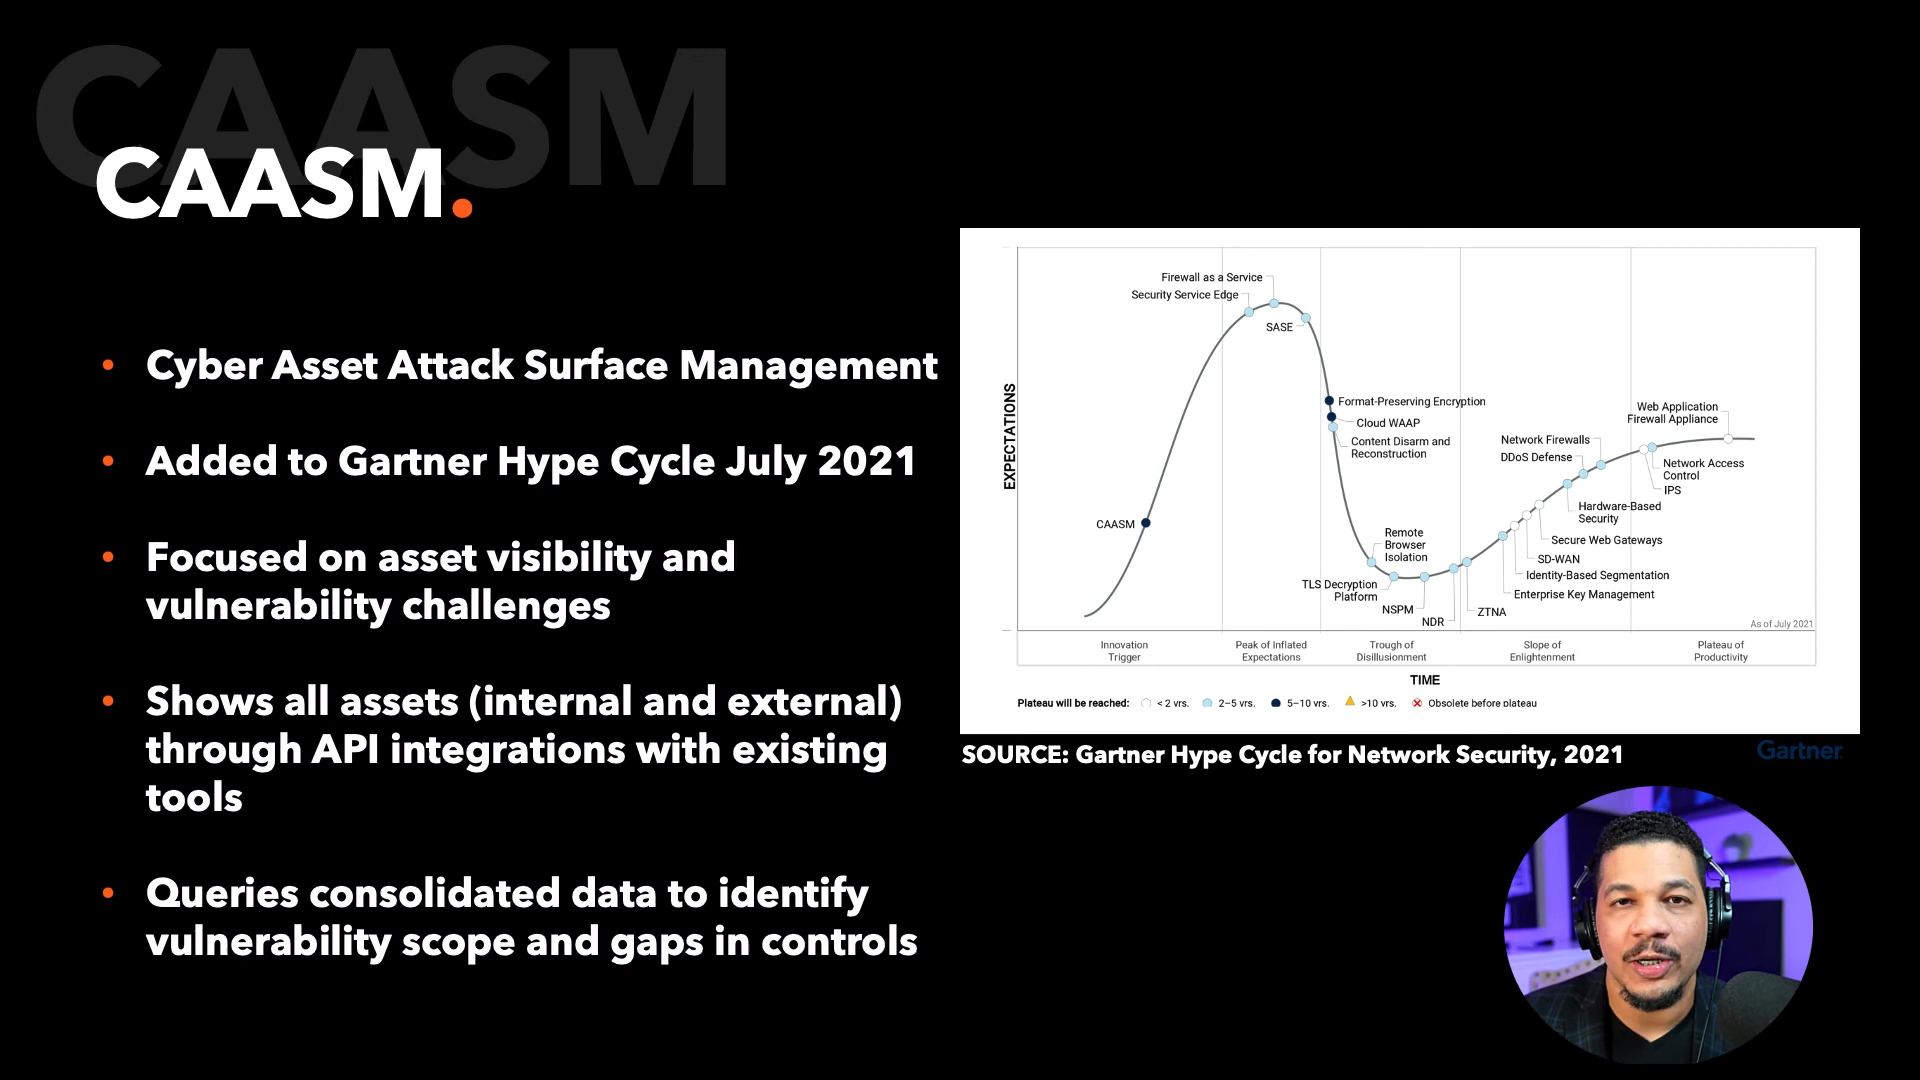 CAASM
CAASM.
• Cyber Asset Attack Surface Management
• Added to Gartner Hype Cycle July 2021
• Focused on asset visibility and
vulnerability challenges
• Shows all assets (internal and external)
through API integrations with existing
tools
• Queries consolidated data to identify
vulnerability scope and gaps in controls
EXPECTATIONS
Firewall as a Service
Security Service Edge
SASE
Format-Preserving Encryption
Cloud WAAP
Content Disarm and
Reconstruction
CAASM
Remote
Browser
Isolation
TLS Decryption
Platform
NSPM
NDR
ZTNA
Web Application
Firewall Appliance
Network Firewalls
DDoS Defense
Network Access
Control
IPS
Hardware-Based
Security
Secure Web Gateways
SD-WAN
Identity-Based Segmentation
Enterprise Key Management
As of July 2021
Innovation
Trigger
Peak of Inflated
Expectations
Trough of
Disillusionment
Slope of
Enlightenment
Plateau of
Productivity
TIME
Plateau will be reached: < 2 yrs. 2–5 yrs. 5–10 yrs. >10 yrs. Obsolete before plateau
SOURCE: Gartner Hype Cycle for Network Security, 2021
Gartner